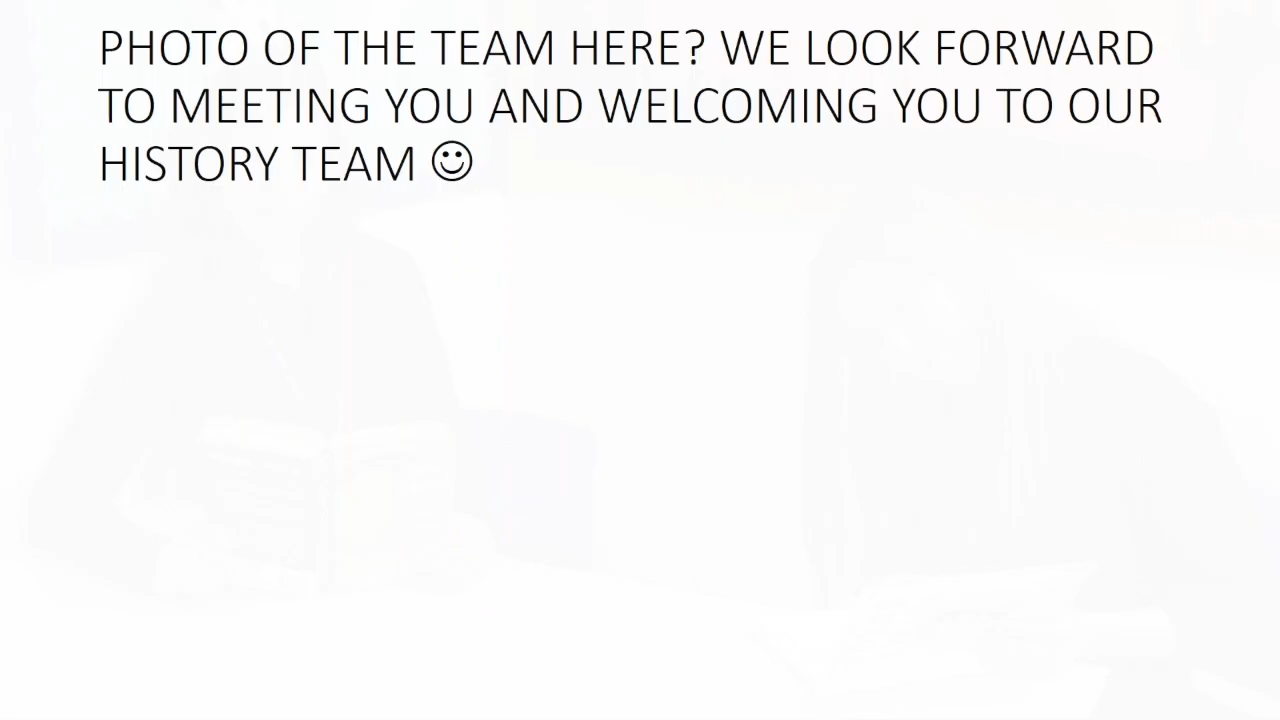 PHOTO OF THE TEAM HERE? WE LOOK FORWARD
TO MEETING YOU AND WELCOMING YOU TO OUR
HISTORY TEAM ☺